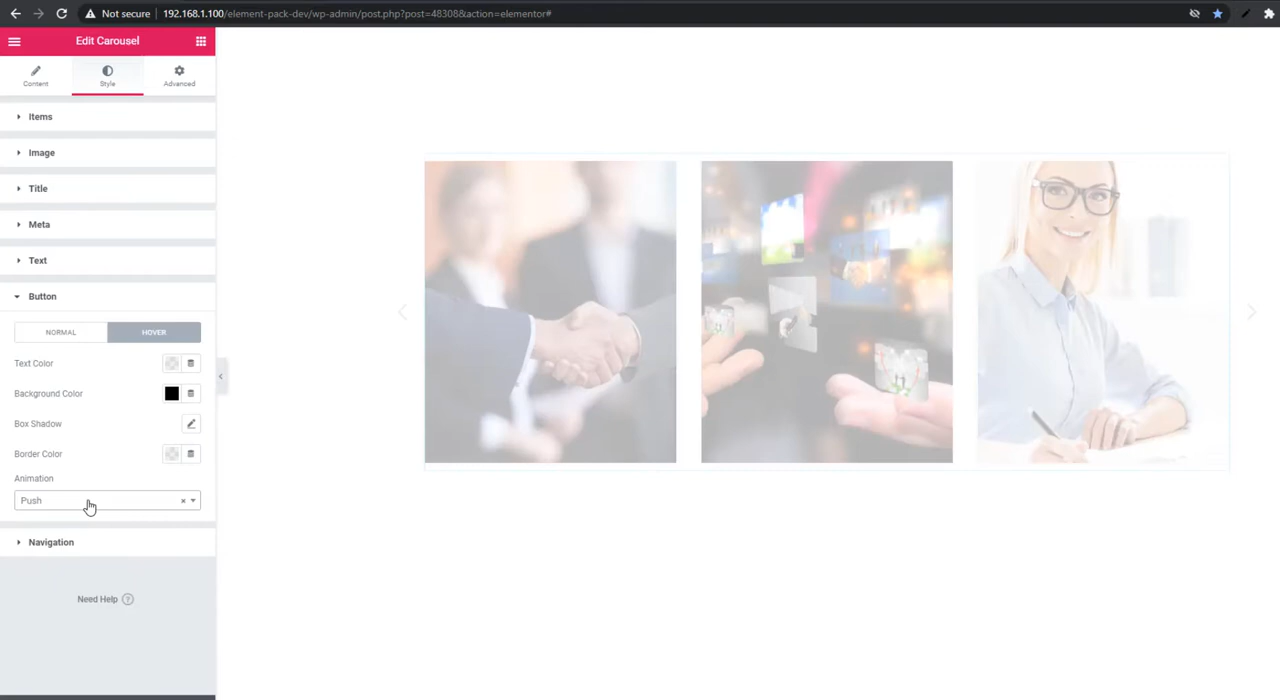 Not secure
192.168.1.100/element-pack-dev/wp-admin/post.php?post=48308&action=elementor#
Edit Carousel
Content
Style
Advanced
Items
Image
Title
Meta
Text
Button
NORMAL
HOVER
Text Color
Background Color
Box Shadow
Border Color
Animation
Push
Navigation
Need Help